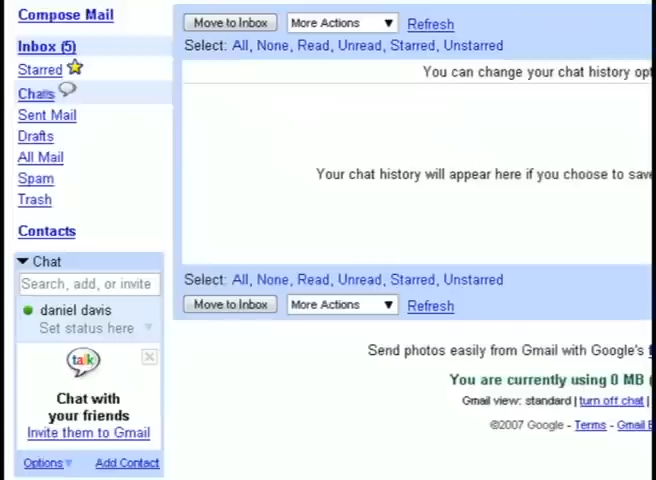 Compose Mail
Inbox (5)
Starred
Chats
Sent Mail
Drafts
All Mail
Spam
Trash
Contacts
Chat
Search, add, or invite
daniel davis
Set status here
talk
Chat with
your friends
Invite them to Gmail
Options Add Contact
Move to Inbox More Actions Refresh
Select: All, None, Read, Unread, Starred, Unstarred
You can change your chat history
Your chat history will appear here if you choose to
Select: All, None, Read, Unread, Starred, Unstarred
Move to Inbox More Actions Refresh
Send photos easily from Gmail with Google's
You are currently using 0 MB
Gmail view: standard | turn off chat |
©2007 Google - Terms - Gmail